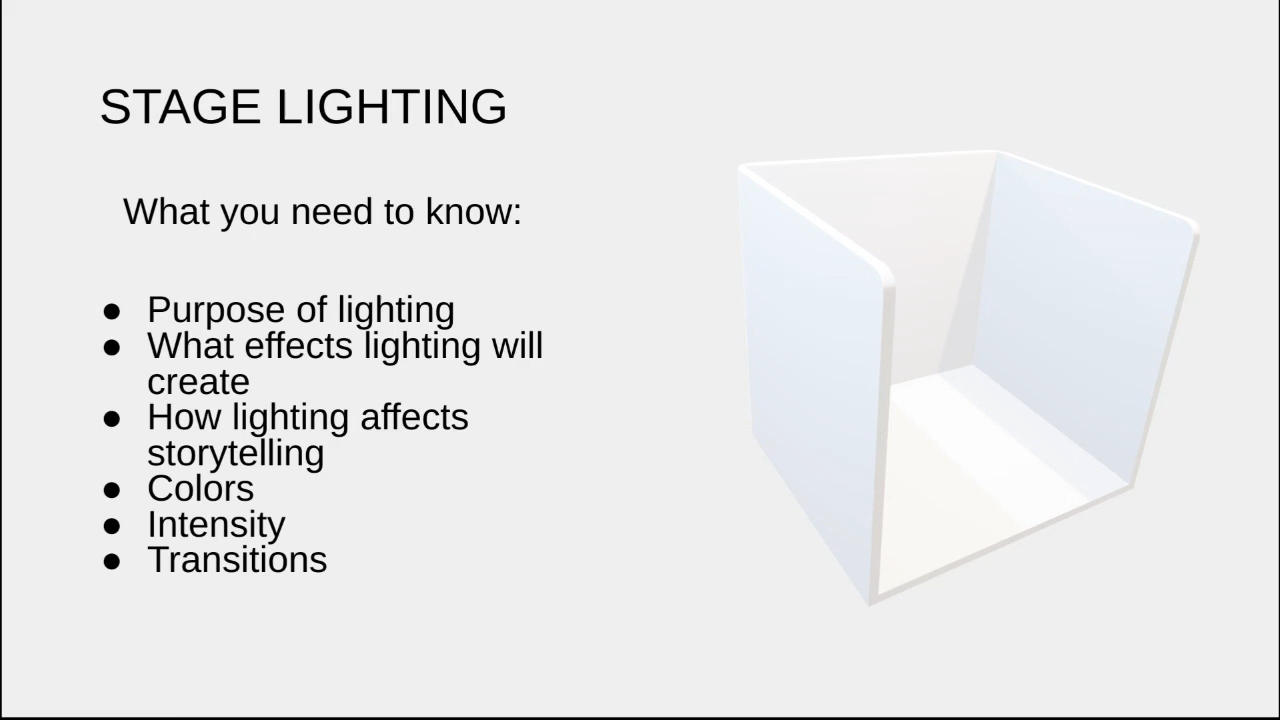 STAGE LIGHTING
What you need to know:
● Purpose of lighting
● What effects lighting will
create
● How lighting affects
storytelling
● Colors
● Intensity
● Transitions